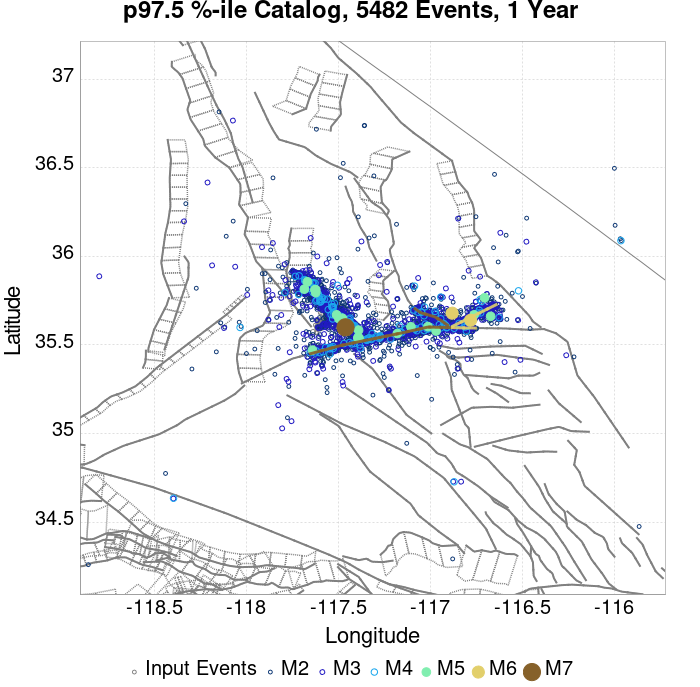 p97.5 %-ile Catalog, 5482 Events, 1 Year
37
36.5
36
35.5
35
34.5
Latitude
-118.5 -118 -117.5 -117 -116.5 -116
Longitude
Input Events M2 M3 M4 M5 M6 M7